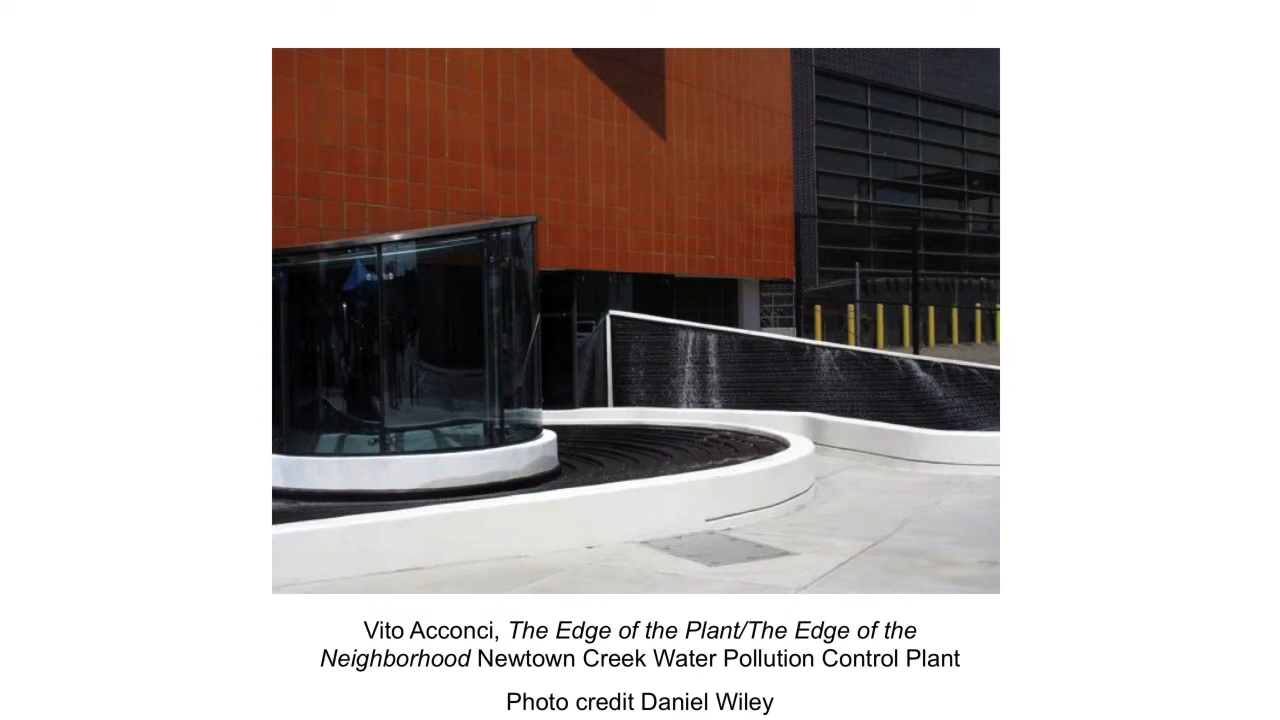 Vito Acconci, The Edge of the Plant/The Edge of the
Neighborhood Newtown Creek Water Pollution Control Plant
Photo credit Daniel Wiley